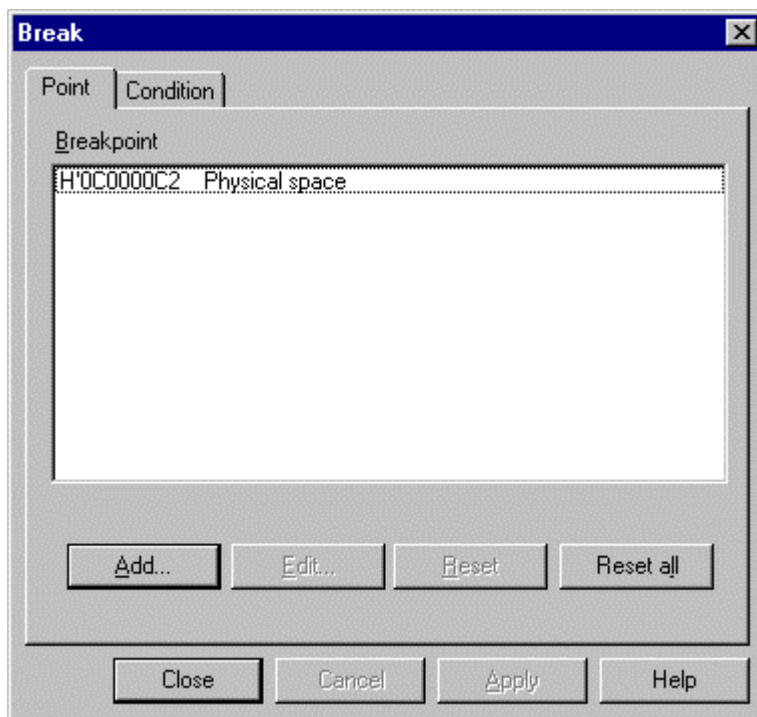 Break
Point Condition
Breakpoint
H'0C0000C2 Physical space
Add... Edit... Reset Reset all
Close Cancel Apply Help